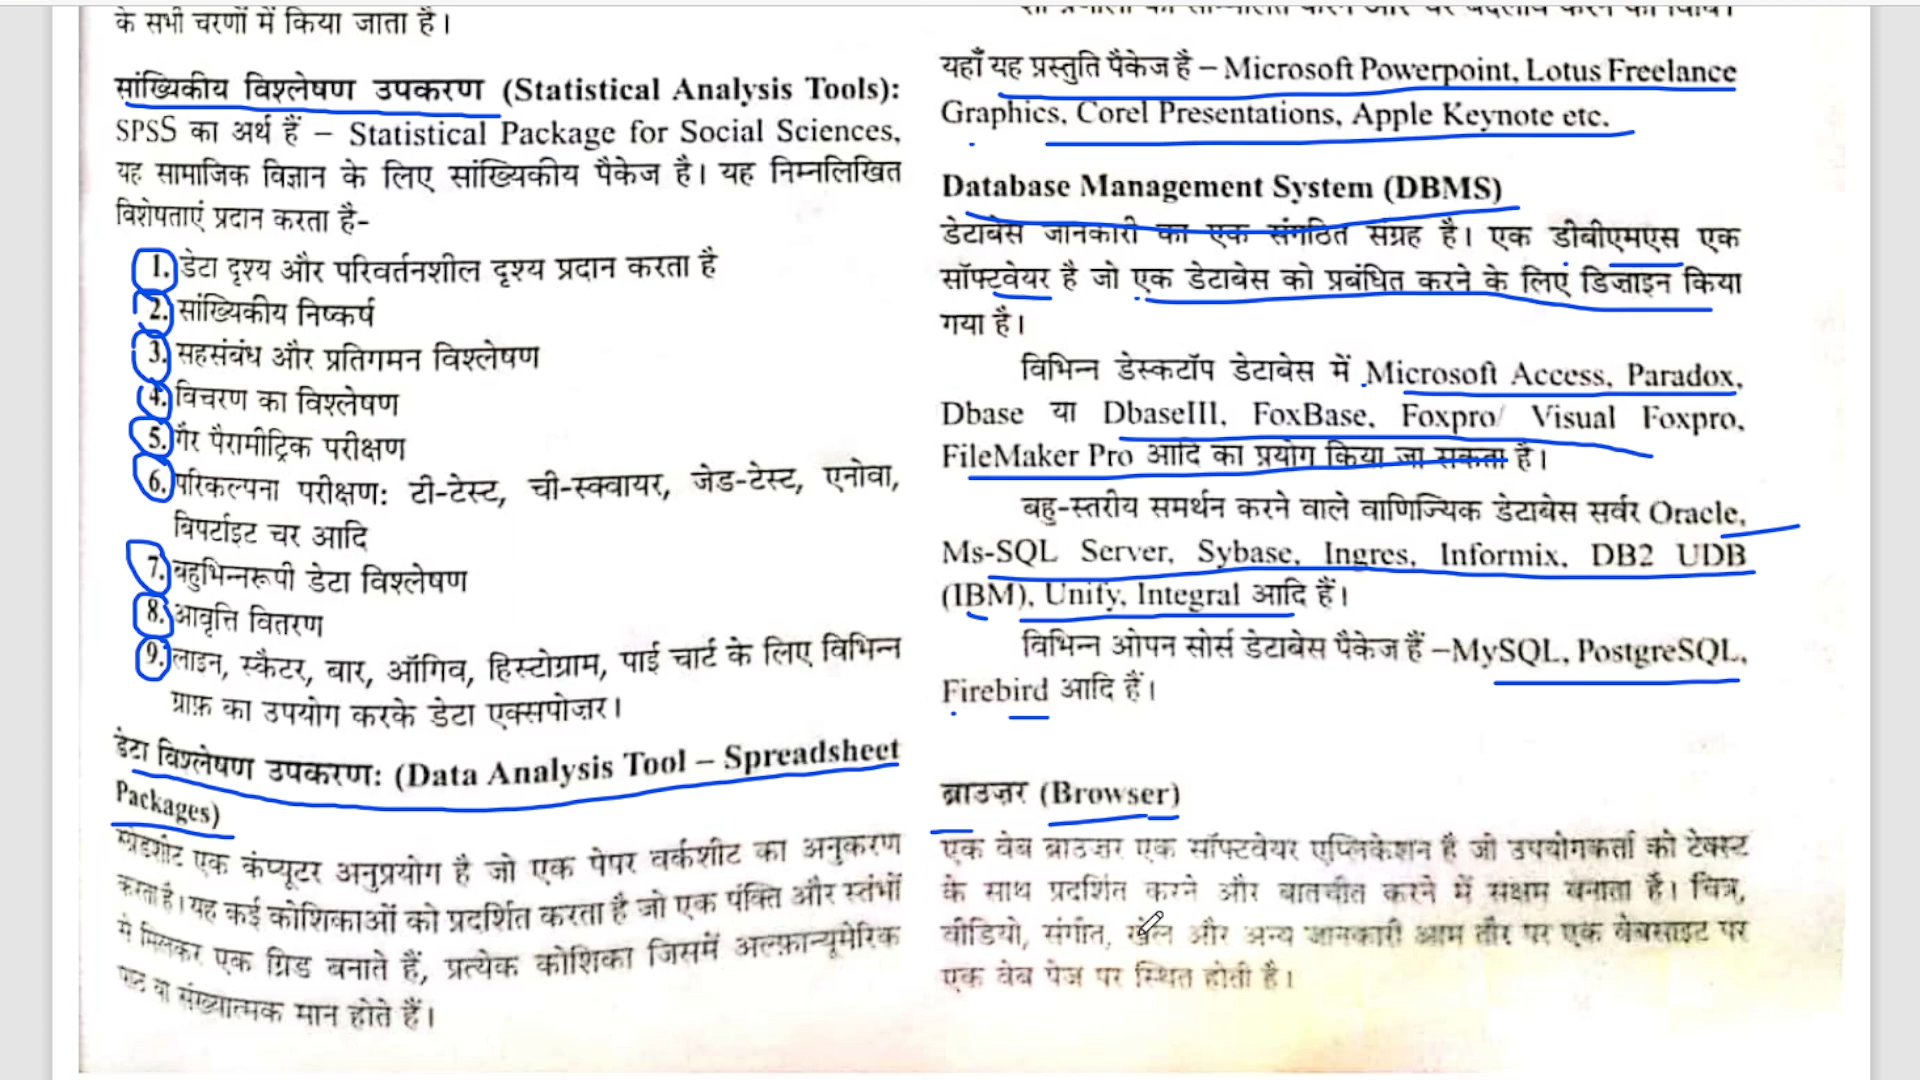 के सभी चरणों में किया जाता है।
सांख्यिकीय विश्लेषण उपकरण (Statistical Analysis Tools):
SPSS का अर्थ हैं – Statistical Package for Social Sciences,
यह सामाजिक विज्ञान के लिए सांख्यिकीय पैकेज है। यह निम्नलिखित
विशेषताएं प्रदान करता है-
1. डेटा दृश्य और परिवर्तनशील दृश्य प्रदान करता है
2. सांख्यिकीय निष्कर्ष
3. सहसंबंध और प्रतिगमन विश्लेषण
4. विचरण का विश्लेषण
5. गैर पैरामीट्रिक परीक्षण
6. परिकल्पना परीक्षण: टी-टेस्ट, ची-स्क्वायर, जेड-टेस्ट, एनोवा,
बिपर्टाइट चर आदि
7. बहुभिन्नरूपी डेटा विश्लेषण
8. आवृत्ति वितरण
9. लाइन, स्कैटर, बार, ऑगिव, हिस्टोग्राम, पाई चार्ट के लिए विभिन्न
ग्राफ़ का उपयोग करके डेटा एक्सपोज़र।
डेटा विश्लेषण उपकरण: (Data Analysis Tool – Spreadsheet
Packages)
स्प्रेडशीट एक कंप्यूटर अनुप्रयोग है जो एक पेपर वर्कशीट का अनुकरण
करता है। यह कई कोशिकाओं को प्रदर्शित करता है जो एक पंक्ति और स्तंभों
से मिलकर एक ग्रिड बनाते हैं, प्रत्येक कोशिका जिसमें अल्फ़ान्यूमेरिक
पाठ या संख्यात्मक मान होते हैं।
यहाँ यह प्रस्तुति पैकेज है – Microsoft Powerpoint, Lotus Freelance
Graphics, Corel Presentations, Apple Keynote etc.
Database Management System (DBMS)
डेटाबेस जानकारी का एक संगठित संग्रह है। एक डीबीएमएस एक
सॉफ्टवेयर है जो एक डेटाबेस को प्रबंधित करने के लिए डिज़ाइन किया
गया है।
विभिन्न डेस्कटॉप डेटाबेस में Microsoft Access, Paradox,
Dbase या DbaseIII, FoxBase, Foxpro/ Visual Foxpro,
FileMaker Pro आदि का प्रयोग किया जा सकता है।
बहु-स्तरीय समर्थन करने वाले वाणिज्यिक डेटाबेस सर्वर Oracle,
Ms-SQL Server, Sybase, Ingres, Informix, DB2 UDB
(IBM), Unify, Integral आदि हैं।
विभिन्न ओपन सोर्स डेटाबेस पैकेज हैं –MySQL, PostgreSQL,
Firebird आदि हैं।
ब्राउज़र (Browser)
एक वेब ब्राउजर एक सॉफ्टवेयर एप्लिकेशन है जो उपयोगकर्ता को टेक्स्ट
के साथ प्रदर्शित करने और बातचीत करने में सक्षम बनाता है। चित्र,
वीडियो, संगीत, खेल और अन्य जानकारी आम तौर पर एक वेबसाइट पर
एक वेब पेज पर स्थित होती है।